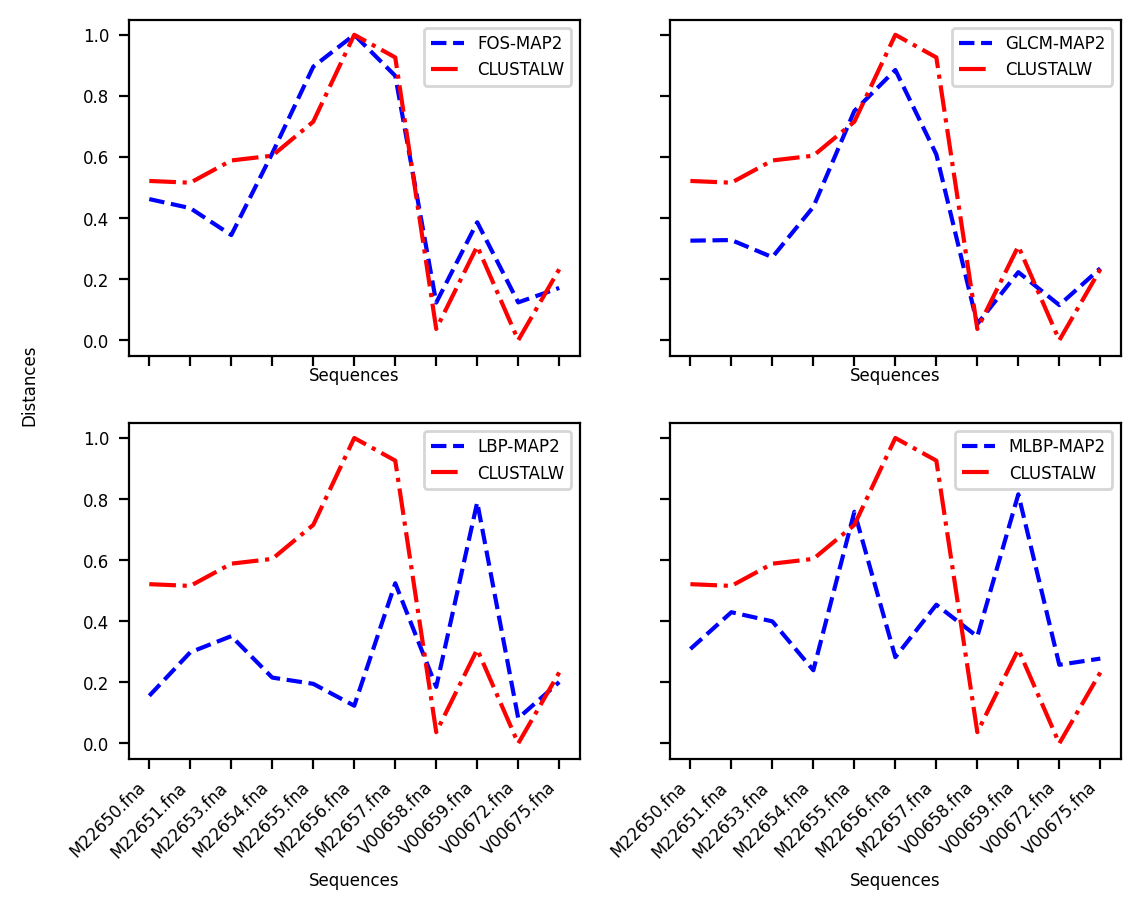 FOS-MAP2
CLUSTALW
1.0
0.8
0.6
0.4
0.2
0.0
Sequences
GLCM-MAP2
CLUSTALW
Sequences
Distances
LBP-MAP2
CLUSTALW
1.0
0.8
0.6
0.4
0.2
0.0
M22650.fna
M22651.fna
M22653.fna
M22654.fna
M22655.fna
M22656.fna
M22657.fna
V00658.fna
V00659.fna
V00672.fna
V00675.fna
Sequences
MLBP-MAP2
CLUSTALW
M22650.fna
M22651.fna
M22653.fna
M22654.fna
M22655.fna
M22656.fna
M22657.fna
V00658.fna
V00659.fna
V00672.fna
V00675.fna
Sequences